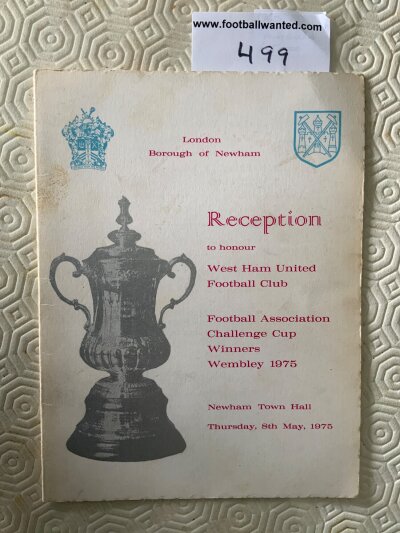 www.footballwanted.com
499
London
Borough of Newham
Reception
to honour
West Ham United
Football Club
Football Association
Challenge Cup
Winners
Wembley 1975
Newham Town Hall
Thursday, 8th May, 1975